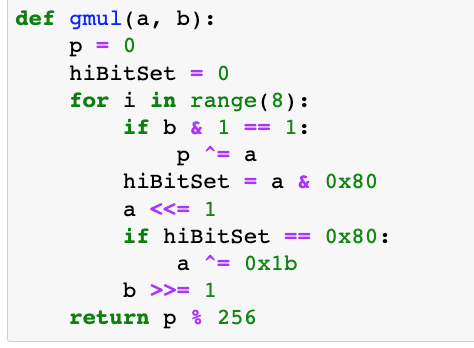 def gmul(a, b):
    p = 0
    hiBitSet = 0
    for i in range(8):
        if b & 1 == 1:
            p ^= a
        hiBitSet = a & 0x80
        a <<= 1
        if hiBitSet == 0x80:
            a ^= 0x1b
        b >>= 1
    return p % 256